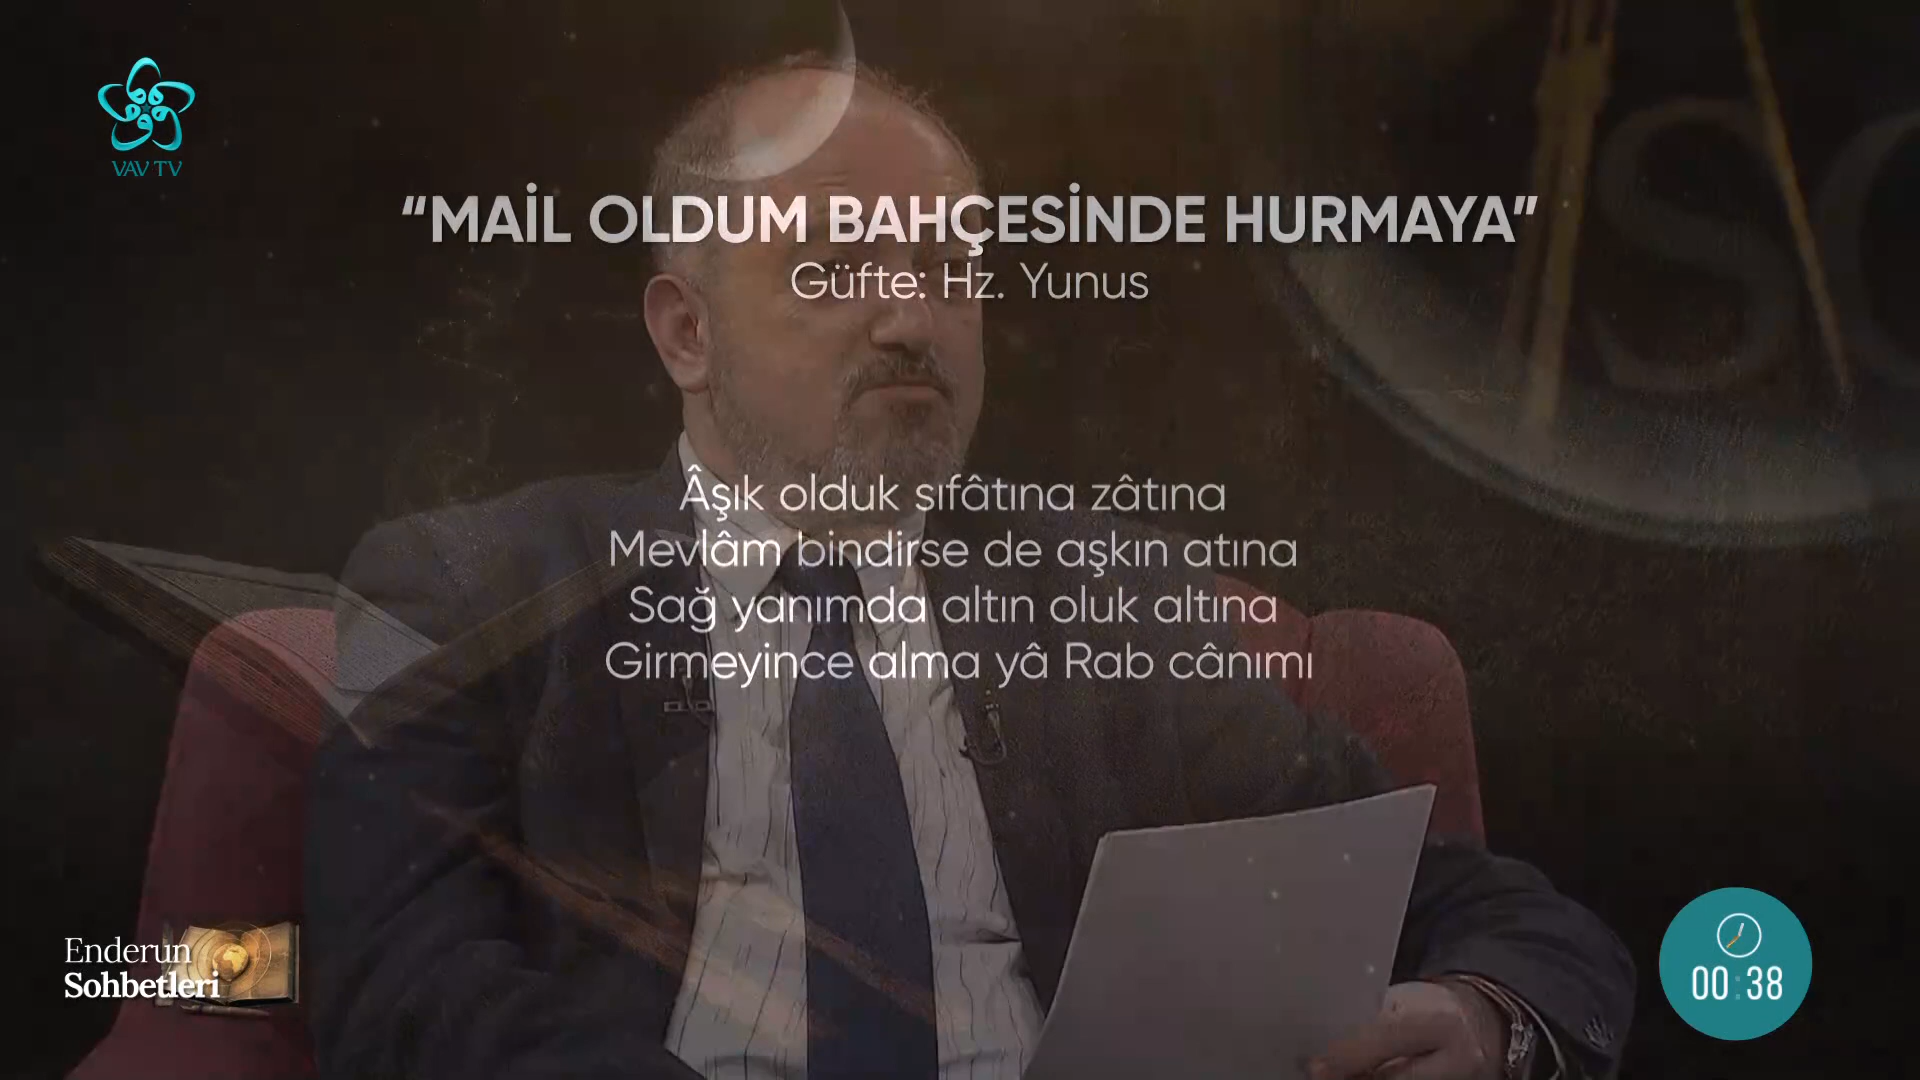 VAV TV
“MAİL OLDUM BAHÇESİNDE HURMAYA”
Güfte: Hz. Yunus
Âşık olduk sıfâtına zâtına
Mevlâm bindirse de aşkın atına
Sağ yanımda altın oluk altına
Girmeyince alma yâ Rab cânımı
Enderun
Sohbetleri
00:38